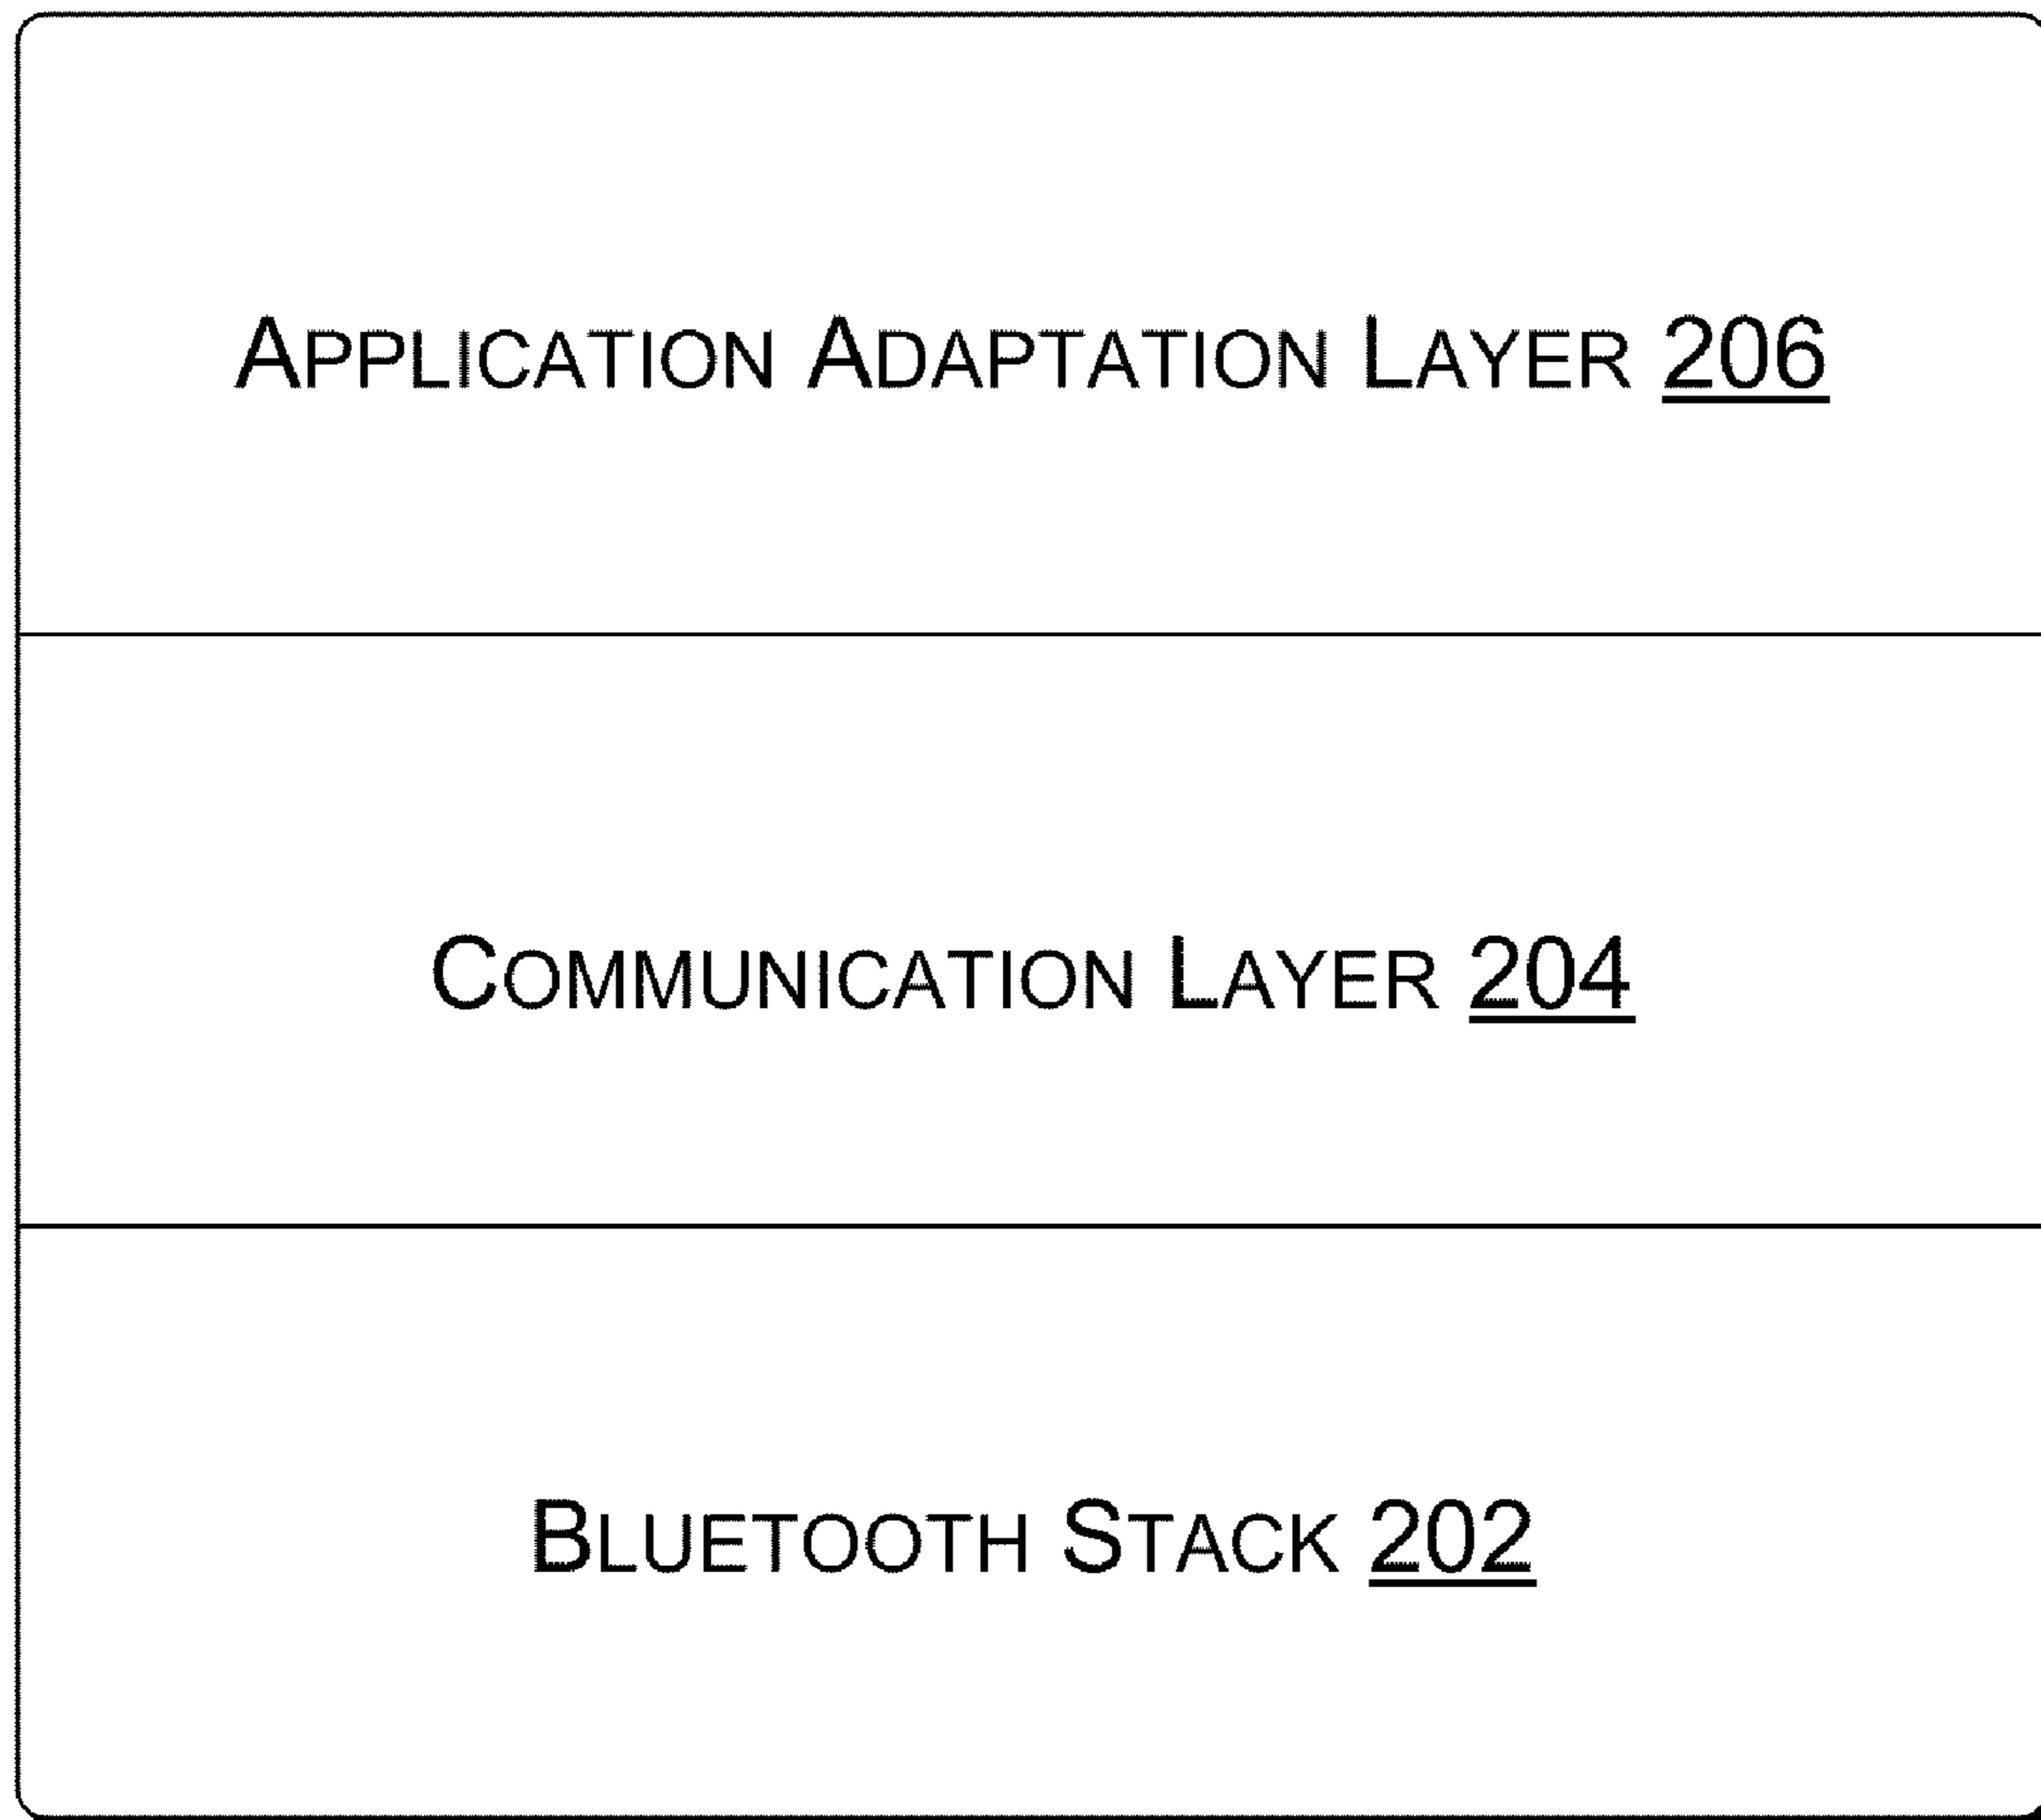 APPLICATION ADAPTATION LAYER 206
COMMUNICATION LAYER 204
BLUETOOTH STACK 202